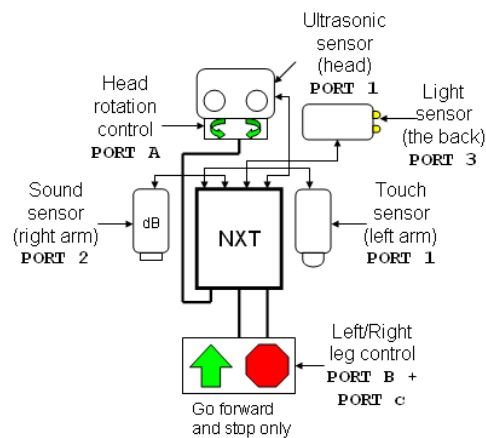 Ultrasonic
sensor
(head)
PORT 1
Head
rotation
control
PORT A
Light
sensor
(the back)
PORT 3
Sound
sensor
(right arm)
PORT 2
dB
NXT
Touch
sensor
(left arm)
PORT 1
Left/Right
leg control
PORT B +
PORT C
Go forward
and stop only